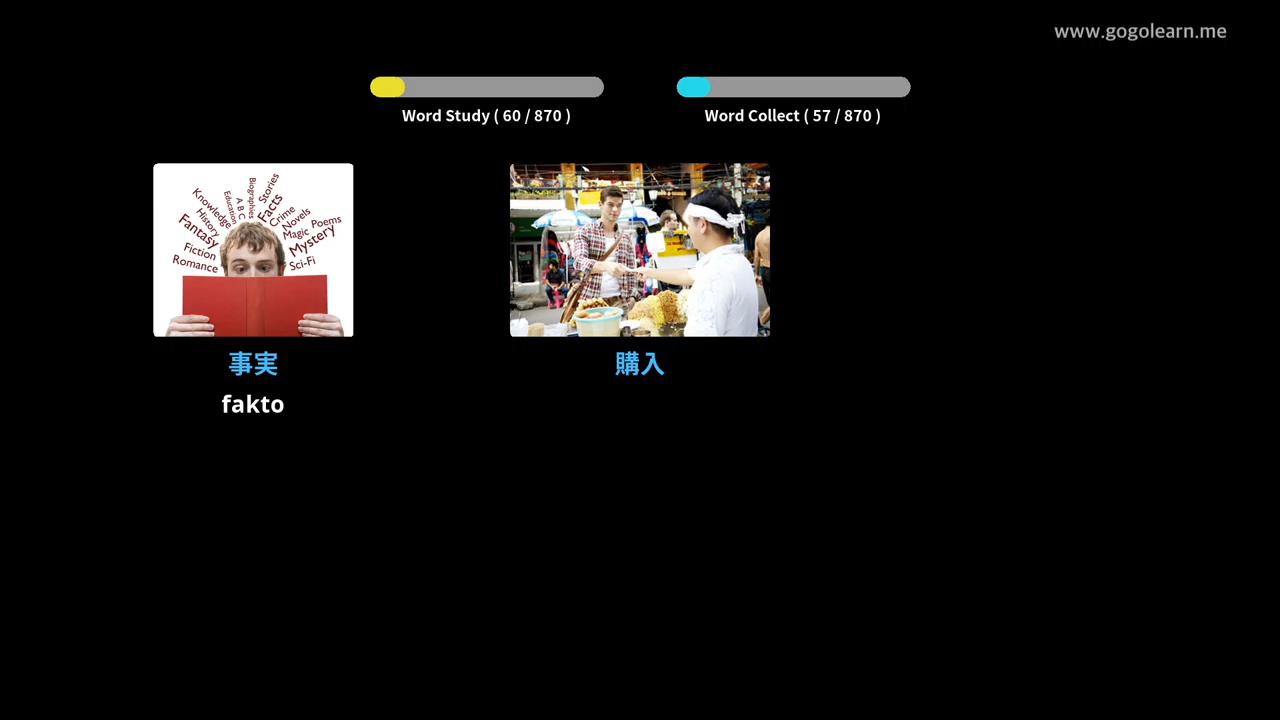 www.gogolearn.me
Word Study ( 60 / 870 )
Word Collect ( 57 / 870 )
Stories
Biographies
Facts
A B C
Education
Knowledge
Crime
History
Novels
Fantasy
Magic
Poems
Mystery
Fiction
Romance
Sci-Fi
事実
購入
fakto